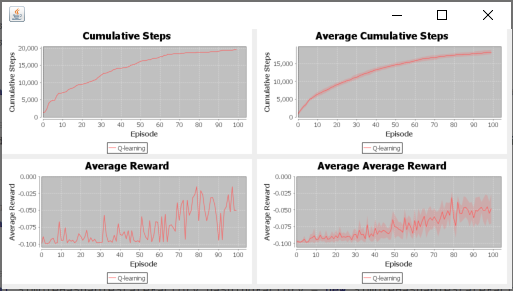 Cumulative Steps
Cumulative Steps
20,000
15,000
10,000
5,000
0
0 10 20 30 40 50 60 70 80 90 100
Episode
Q-learning
Average Cumulative Steps
Cumulative Steps
15,000
10,000
5,000
0
0 10 20 30 40 50 60 70 80 90 100
Episode
Q-learning
Average Reward
Average Reward
0.000
-0.025
-0.050
-0.075
-0.100
0 10 20 30 40 50 60 70 80 90 100
Episode
Q-learning
Average Average Reward
Average Reward
0.000
-0.025
-0.050
-0.075
-0.100
0 10 20 30 40 50 60 70 80 90 100
Episode
Q-learning